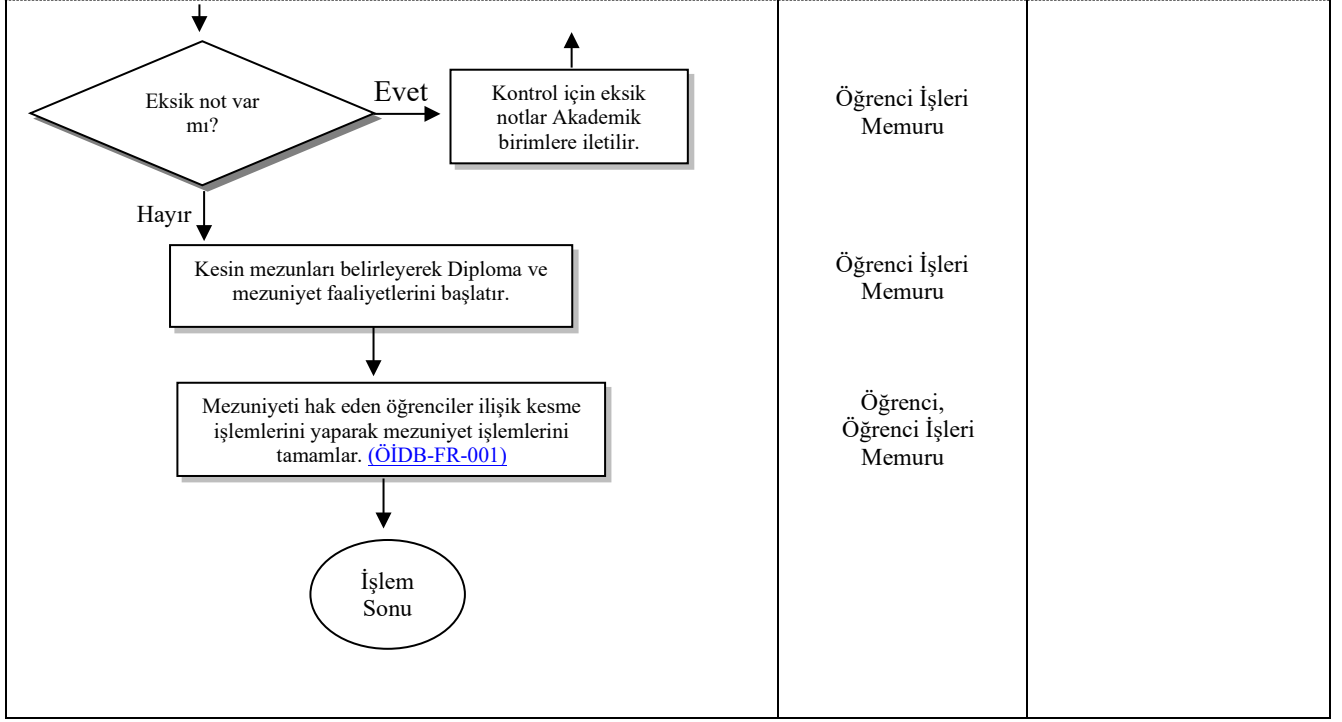 Eksik not var
mı?
Evet
Kontrol için eksik
notlar Akademik
birimlere iletilir.
Öğrenci İşleri
Memuru
Hayır
Kesin mezunları belirleyerek Diploma ve
mezuniyet faaliyetlerini başlatır.
Öğrenci İşleri
Memuru
Mezuniyeti hak eden öğrenciler ilişik kesme
işlemlerini yaparak mezuniyet işlemlerini
tamamlar. (ÖİDB-FR-001)
Öğrenci,
Öğrenci İşleri
Memuru
İşlem
Sonu